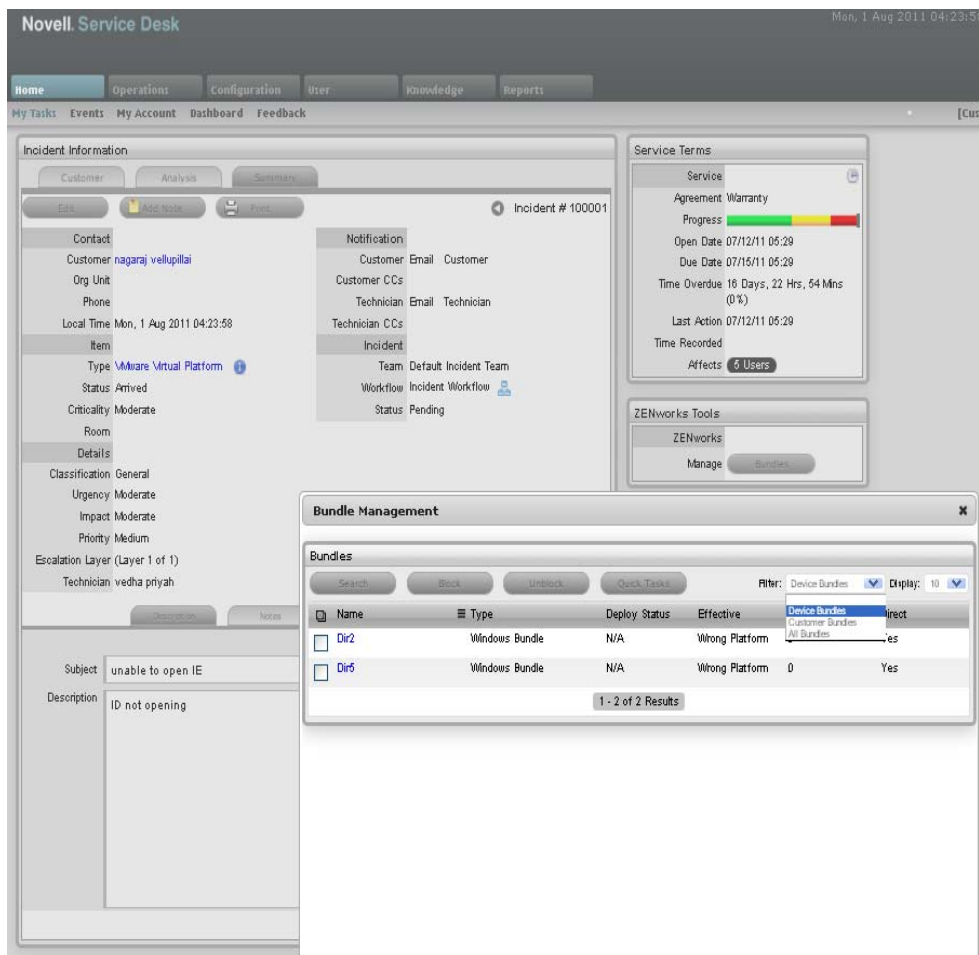 Novell. Service Desk
Mon, 1 Aug 2011 04:23:5
Home Operations Configuration User Knowledge Reports
My Tasks Events My Account Dashboard Feedback [Cus
Incident Information
Customer Analysis Summary
Edit Add Note Print Incident # 100001
Contact
Customer nagaraj vellupillai
Org Unit
Phone
Local Time Mon, 1 Aug 2011 04:23:58
Item
Type VMware Virtual Platform
Status Arrived
Criticality Moderate
Room
Details
Classification General
Urgency Moderate
Impact Moderate
Priority Medium
Escalation Layer (Layer 1 of 1)
Technician vedha priyah
Notification
Customer Email Customer
Customer CCs
Technician Email Technician
Technician CCs
Incident
Team Default Incident Team
Workflow Incident Workflow
Status Pending
Description Notes
Subject unable to open IE
Description ID not opening
Service Terms
Service
Agreement Warranty
Progress
Open Date 07/12/11 05:29
Due Date 07/15/11 05:29
Time Overdue 16 Days, 22 Hrs, 54 Mins
(0%)
Last Action 07/12/11 05:29
Time Recorded
Affects 5 Users
ZENworks Tools
ZENworks
Manage Bundles
Bundle Management x
Bundles
Search Block Unblock Quick Tasks Filter: Device Bundles Display: 10
Device Bundles
Customer Bundles
All Bundles
Name Type Deploy Status Effective irect
Dir2 Windows Bundle N/A Wrong Platform Yes
Dir5 Windows Bundle N/A Wrong Platform 0 Yes
1 - 2 of 2 Results